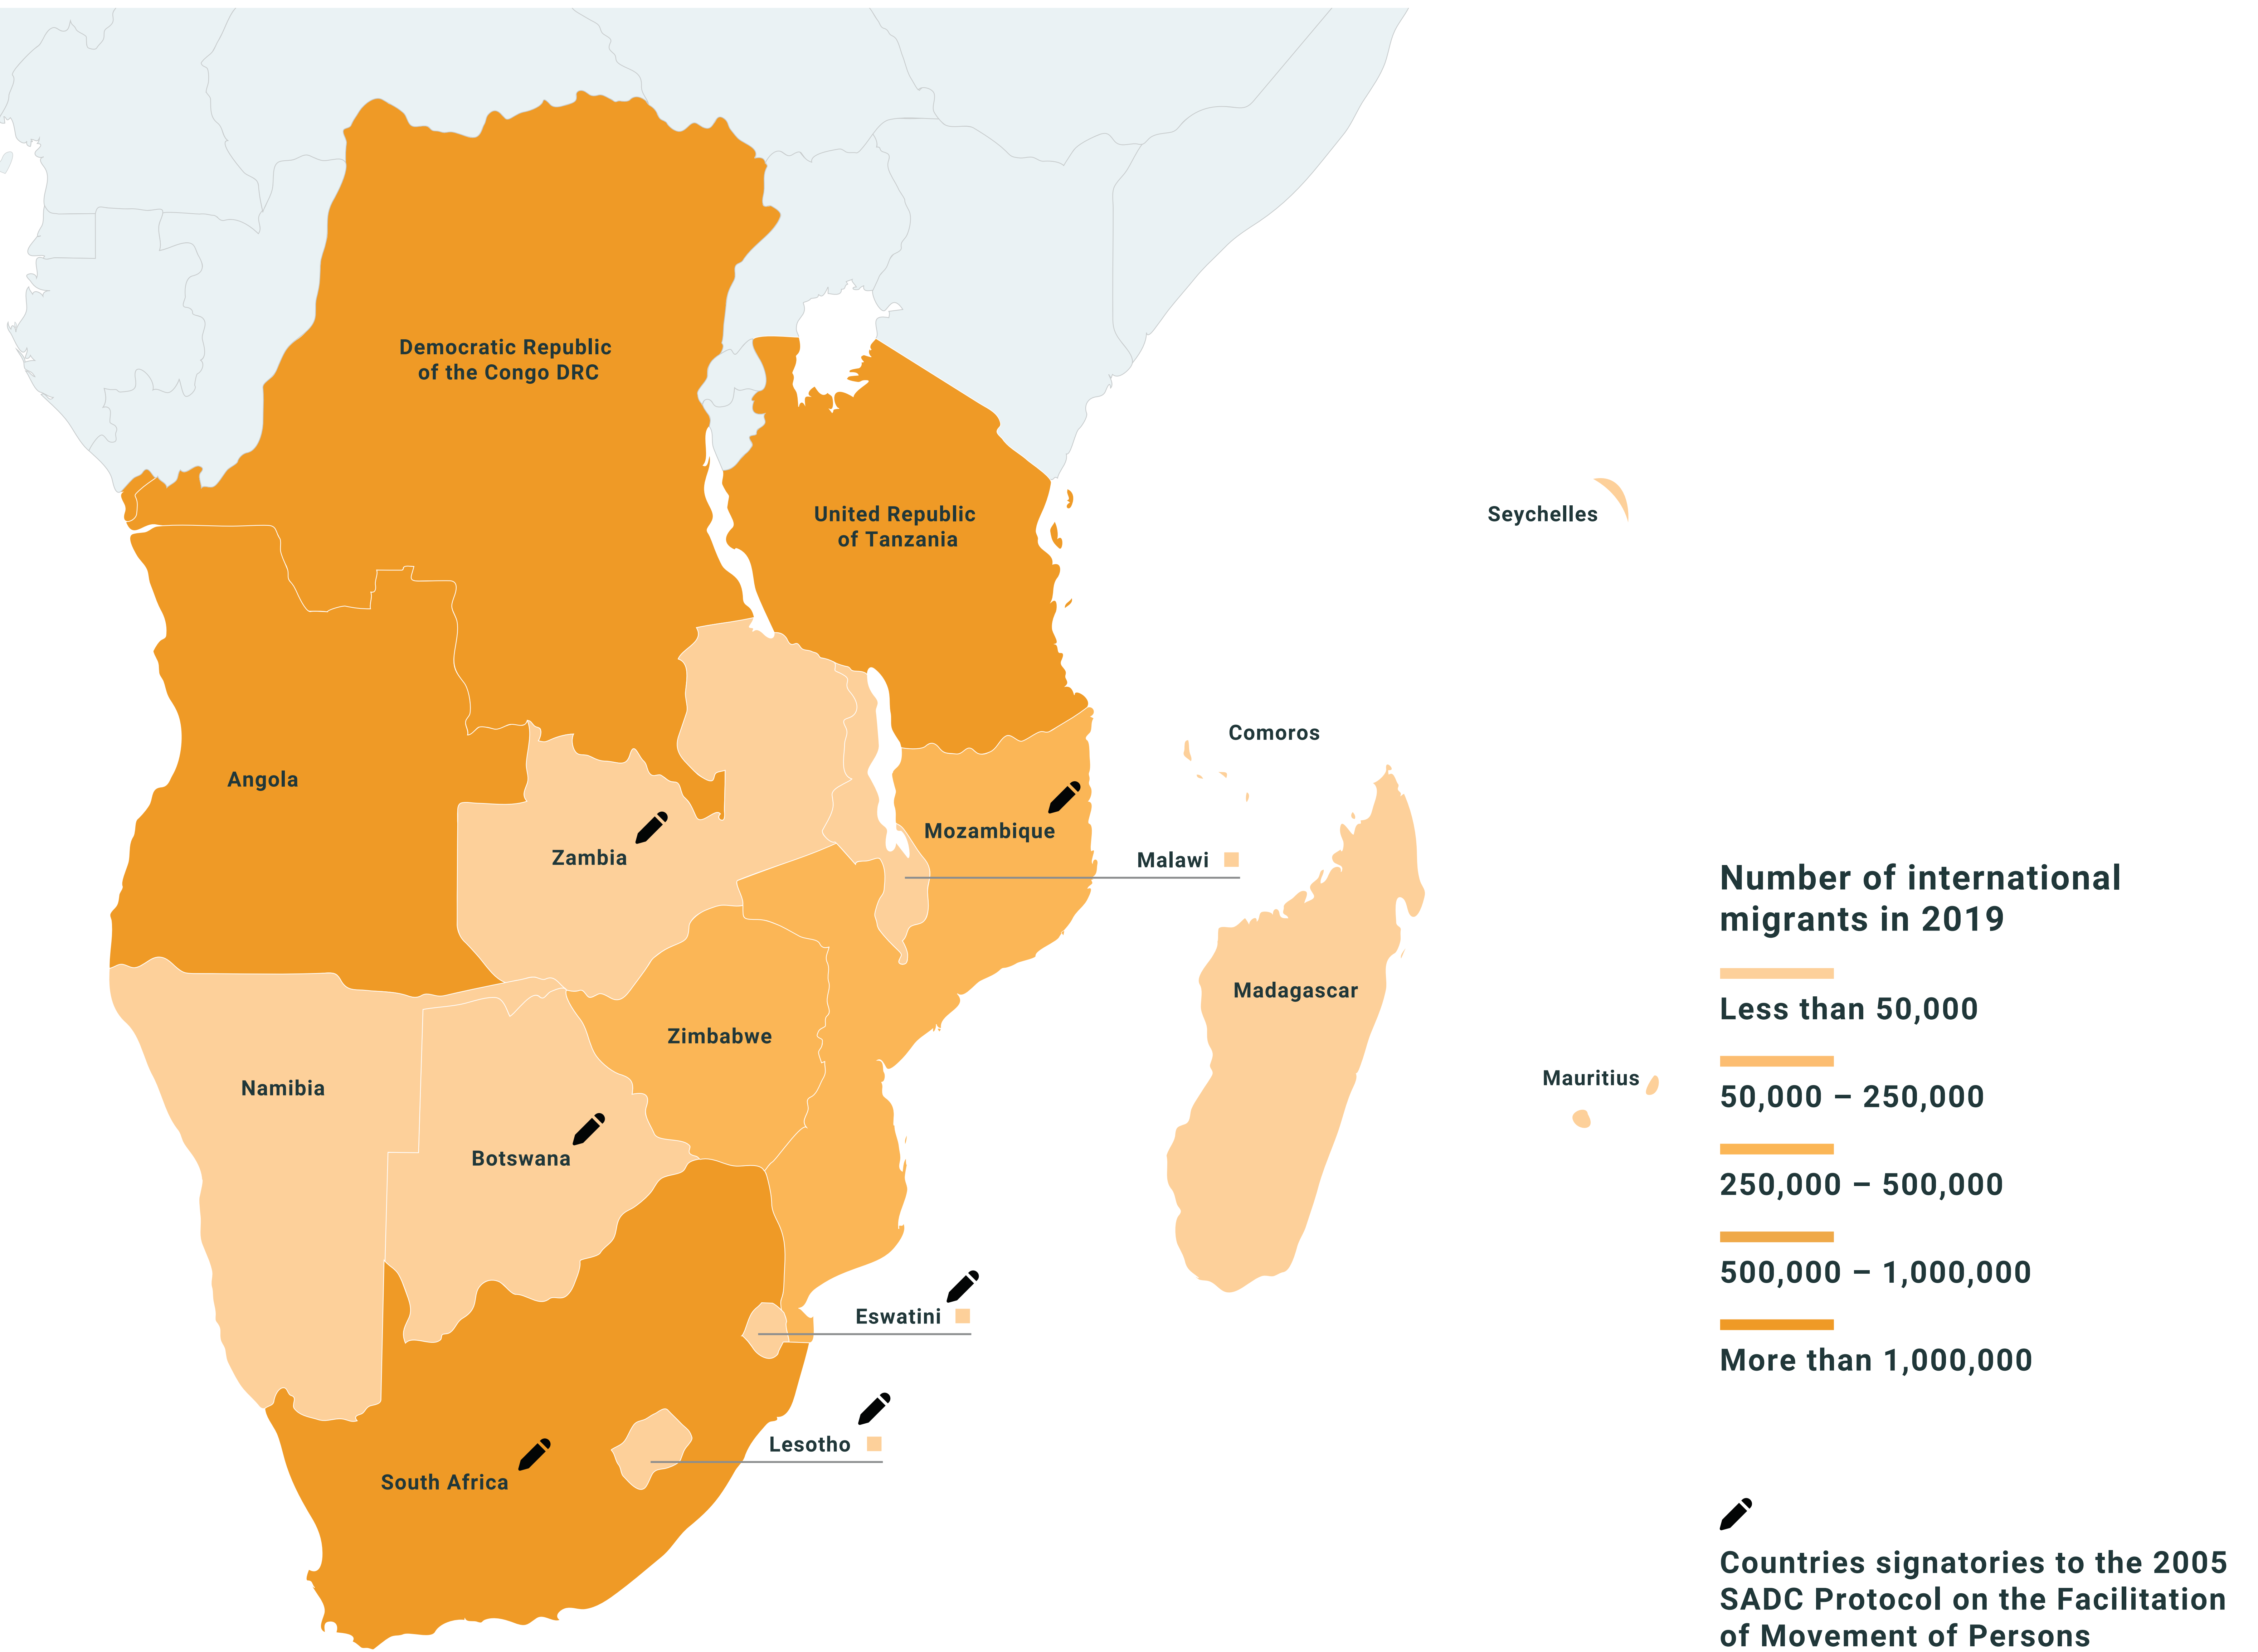 Democratic Republic
of the Congo DRC
United Republic
of Tanzania
Seychelles
Comoros
Angola
Mozambique
Zambia
Malawi
Madagascar
Zimbabwe
Mauritius
Namibia
Botswana
Eswatini
Lesotho
South Africa
Number of international
migrants in 2019
Less than 50,000
50,000 – 250,000
250,000 – 500,000
500,000 – 1,000,000
More than 1,000,000
Countries signatories to the 2005
SADC Protocol on the Facilitation
of Movement of Persons